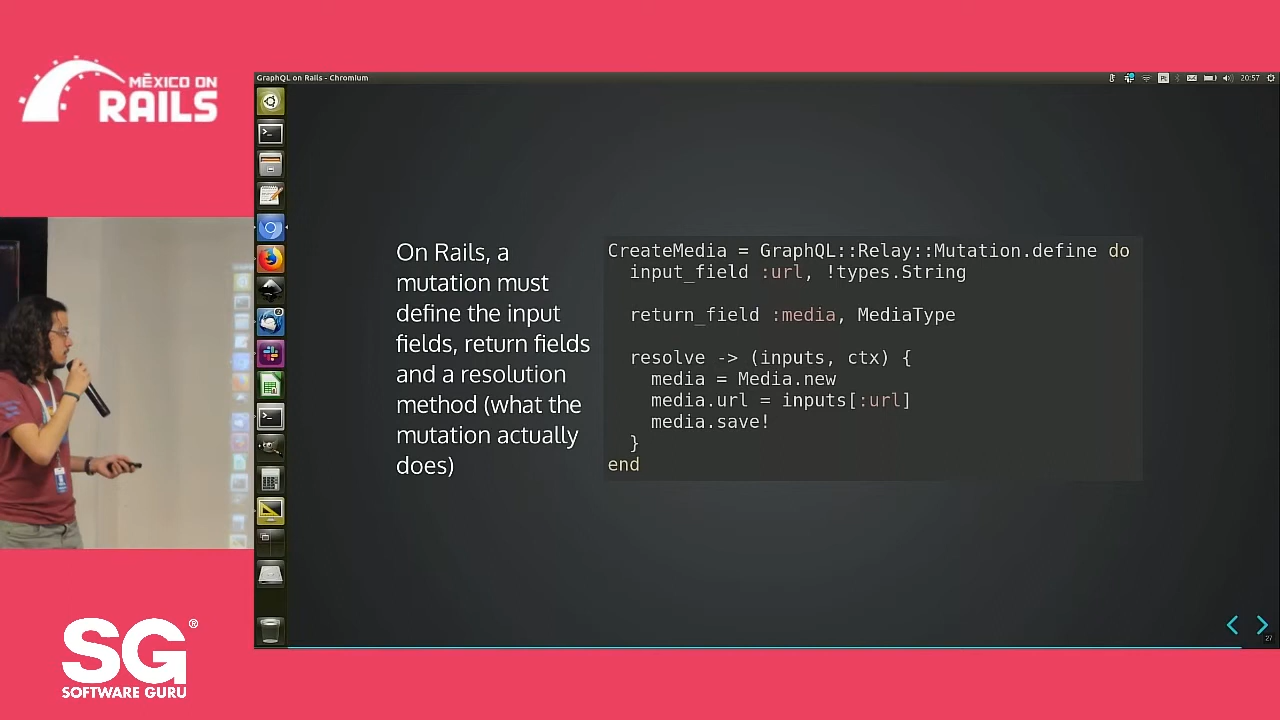 MÉXICO ON
RAILS
GraphQL on Rails - Chromium
20:57
On Rails, a
mutation must
define the input
fields, return fields
and a resolution
method (what the
mutation actually
does)
CreateMedia = GraphQL::Relay::Mutation.define do
input_field :url, !types.String
return_field :media, MediaType
resolve -> (inputs, ctx) {
media = Media.new
media.url = inputs[:url]
media.save!
}
end
27
SG®
SOFTWARE GURU